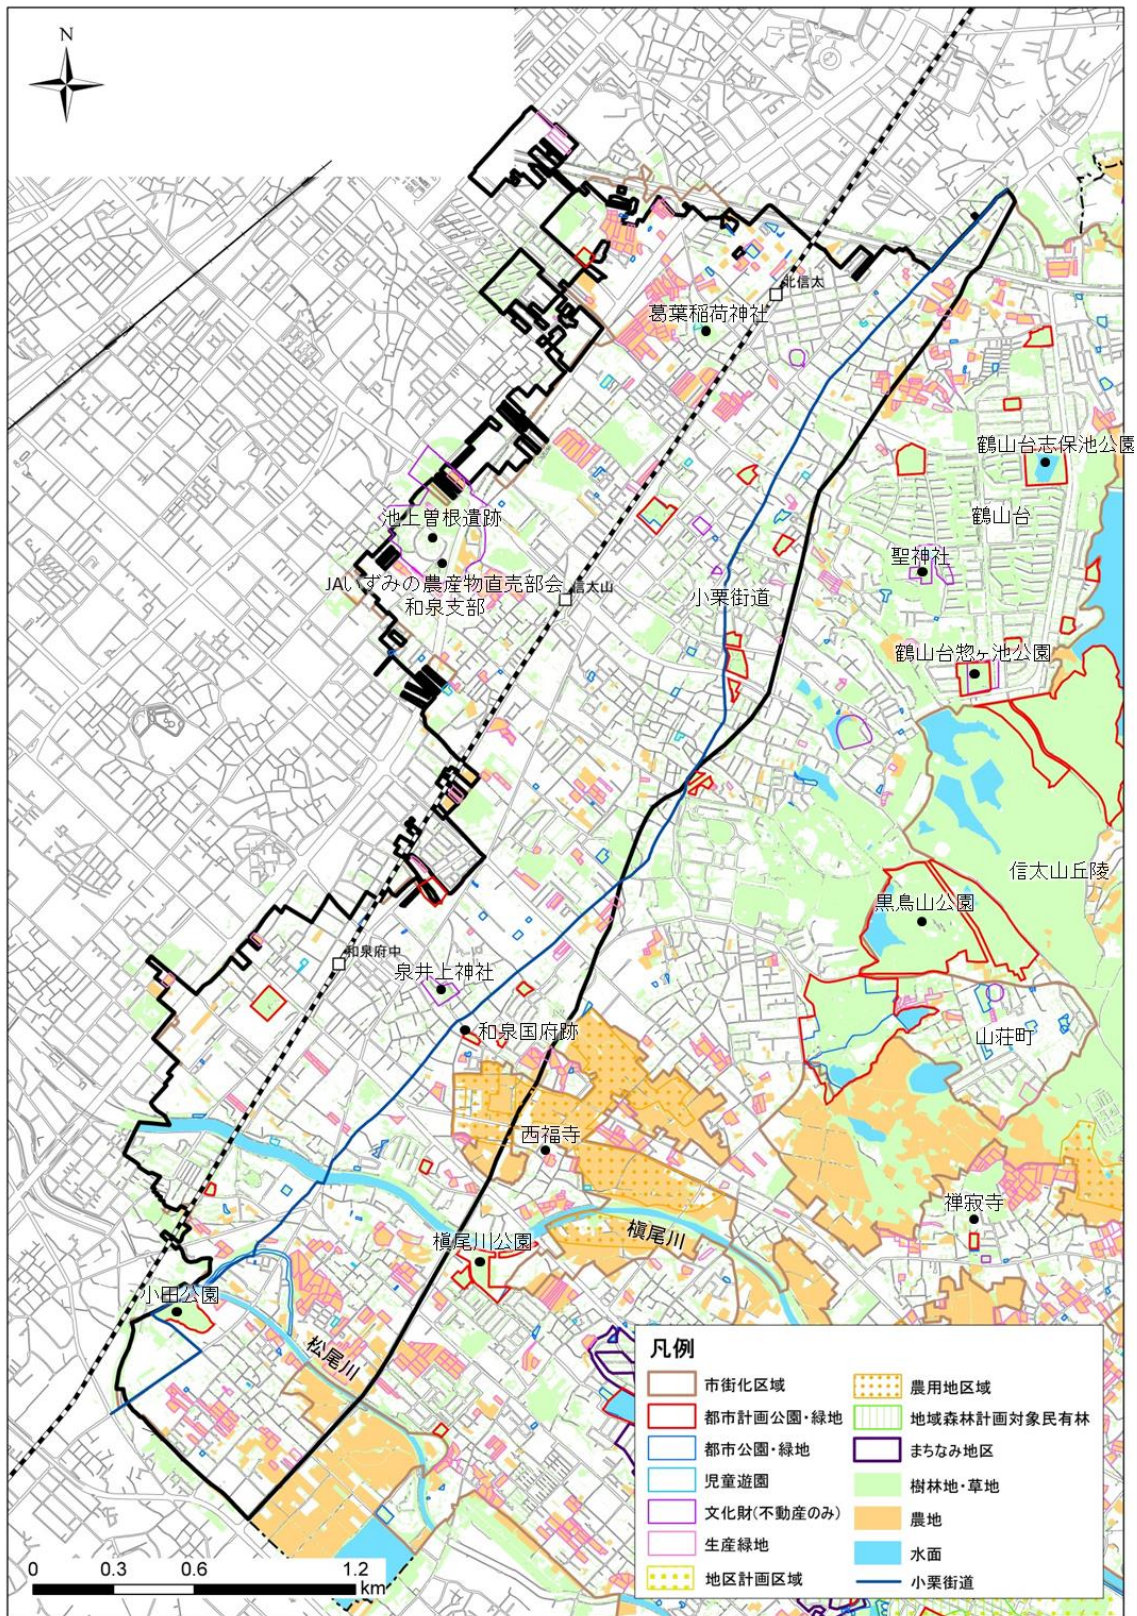 N
北信太
葛葉稲荷神社
鶴山台志保池公園
池上曽根遺跡
鶴山台
聖神社
JAいずみの農産物直売部会
和泉支部
信太山
小栗街道
鶴山台惣ヶ池公園
信太山丘陵
黒鳥山公園
和泉府中
泉井上神社
和泉国府跡
山荘町
西福寺
禅寂寺
槇尾川
槇尾川公園
小田公園
松尾川
凡例
市街化区域
都市計画公園・緑地
都市公園・緑地
児童遊園
文化財(不動産のみ)
生産緑地
地区計画区域
農用地区域
地域森林計画対象民有林
まちなみ地区
樹林地・草地
農地
水面
小栗街道
0 0.3 0.6 1.2
km